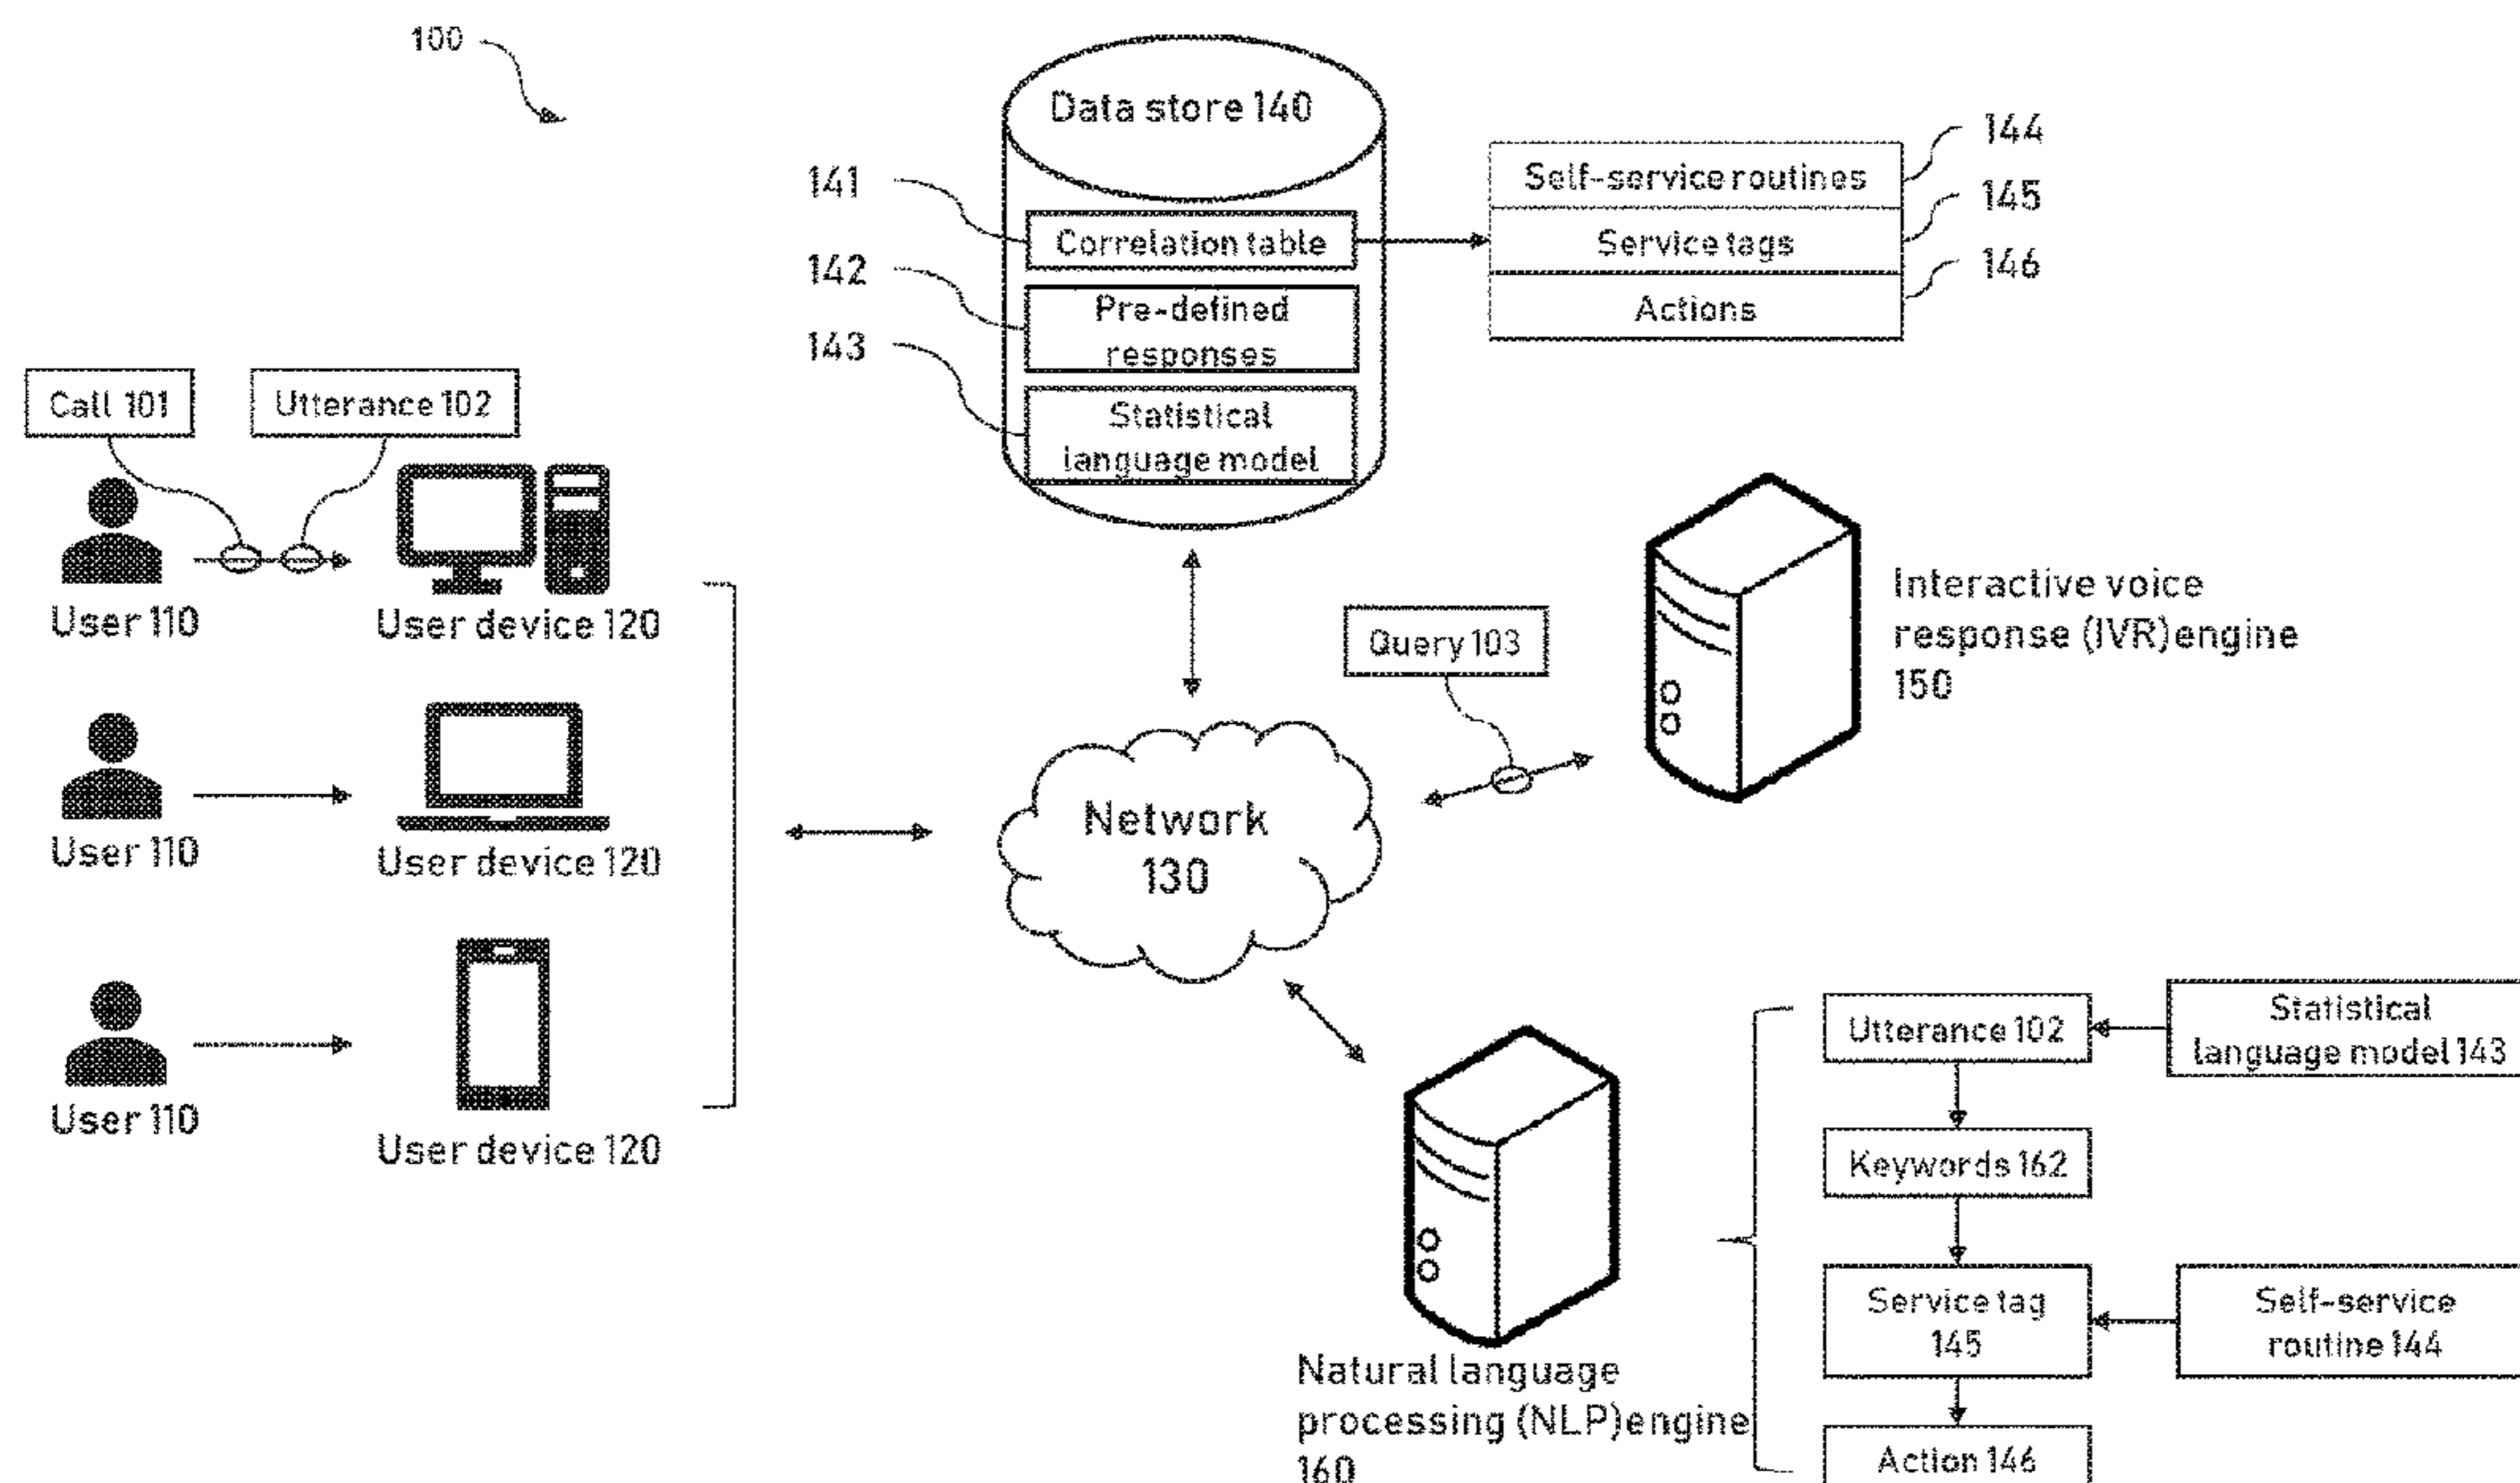 100
Data store 140
141
Correlation table
142
Pre-defined
responses
143
Statistical
language model
Self-service routines
144
Service tags
145
Actions
146
Call 101
Utterance 102
User 110
User device 120
User 110
User device 120
User 110
User device 120
Network
130
Query 103
Interactive voice
response (IVR) engine
150
Natural language
processing (NLP) engine
160
Utterance 102
Statistical
language model 143
Keywords 162
Service tag
145
Self-service
routine 144
Action 146